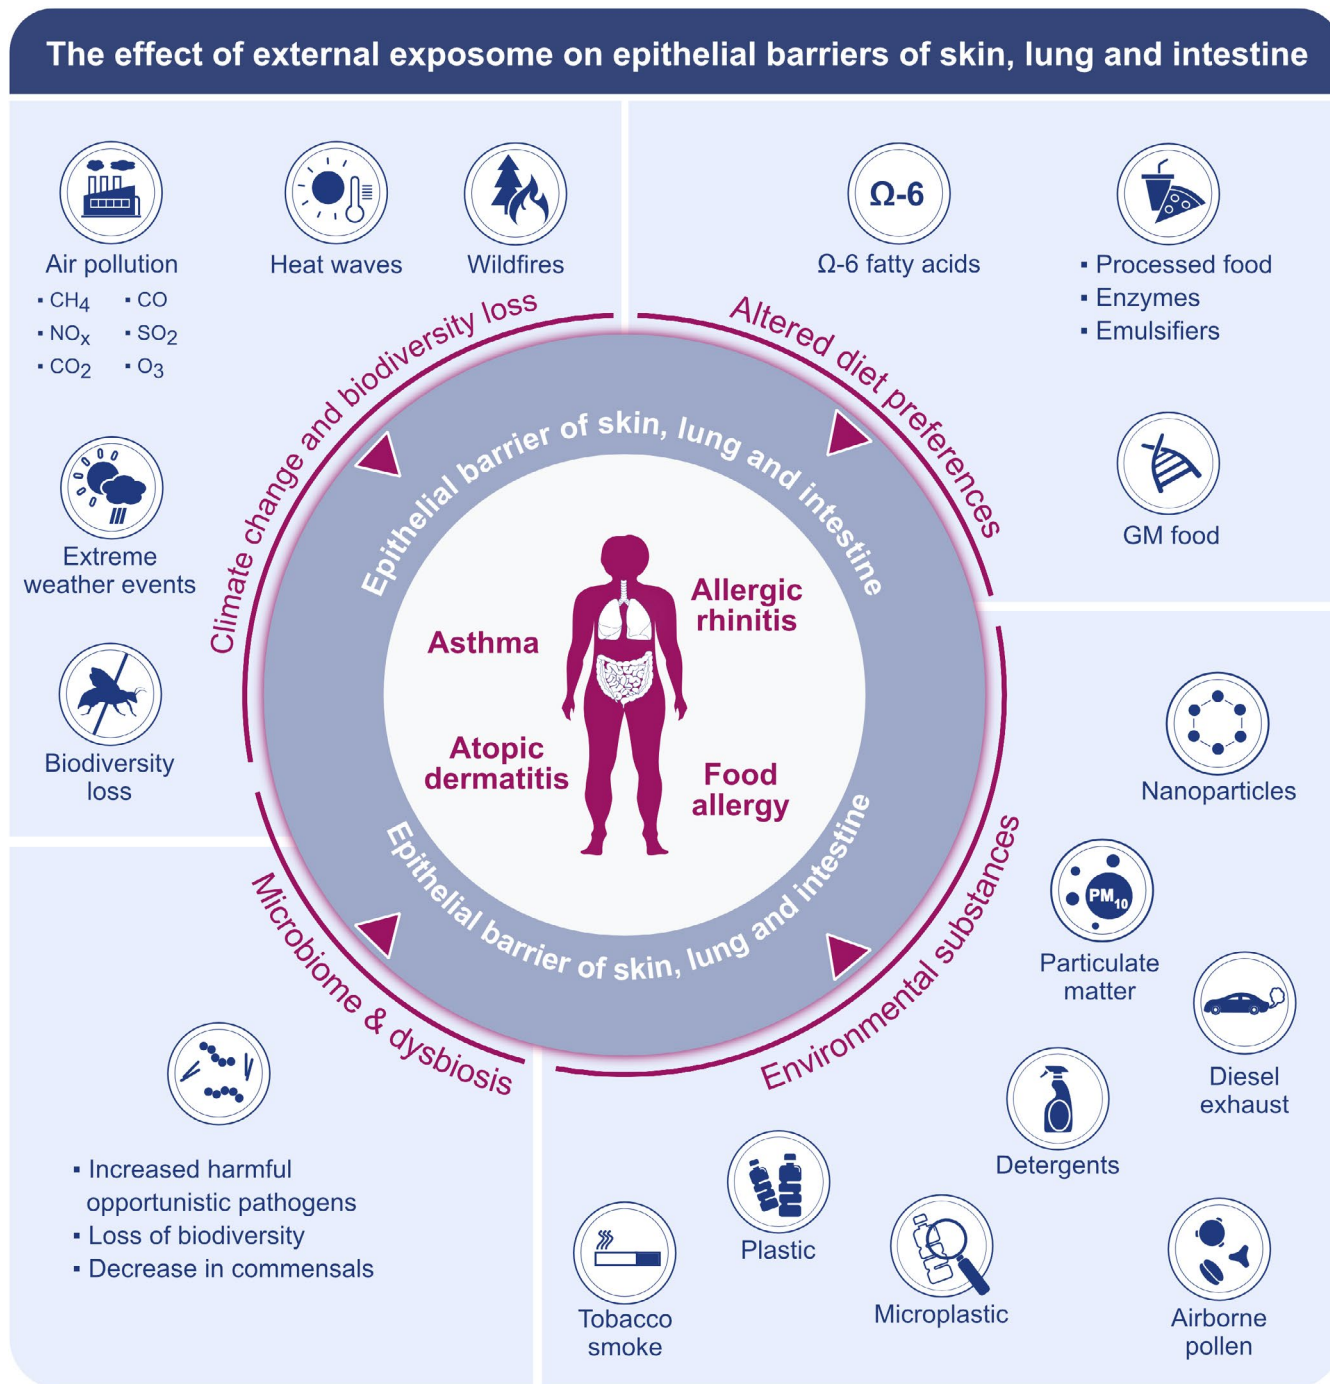 The effect of external exposome on epithelial barriers of skin, lung and intestine
Air pollution
▪ CH4
▪ CO
▪ NOx
▪ SO2
▪ CO2
▪ O3
Heat waves
Wildfires
Extreme
weather events
Biodiversity
loss
Climate change and biodiversity loss
Ω-6
Ω-6 fatty acids
▪ Processed food
▪ Enzymes
▪ Emulsifiers
GM food
Altered diet preferences
Epithelial barrier of skin, lung and intestine
Asthma
Allergic
rhinitis
Atopic
dermatitis
Food
allergy
Epithelial barrier of skin, lung and intestine
Microbiome & dysbiosis
▪ Increased harmful
opportunistic pathogens
▪ Loss of biodiversity
▪ Decrease in commensals
Environmental substances
Nanoparticles
PM10
Particulate
matter
Diesel
exhaust
Detergents
Plastic
Microplastic
Tobacco
smoke
Airborne
pollen